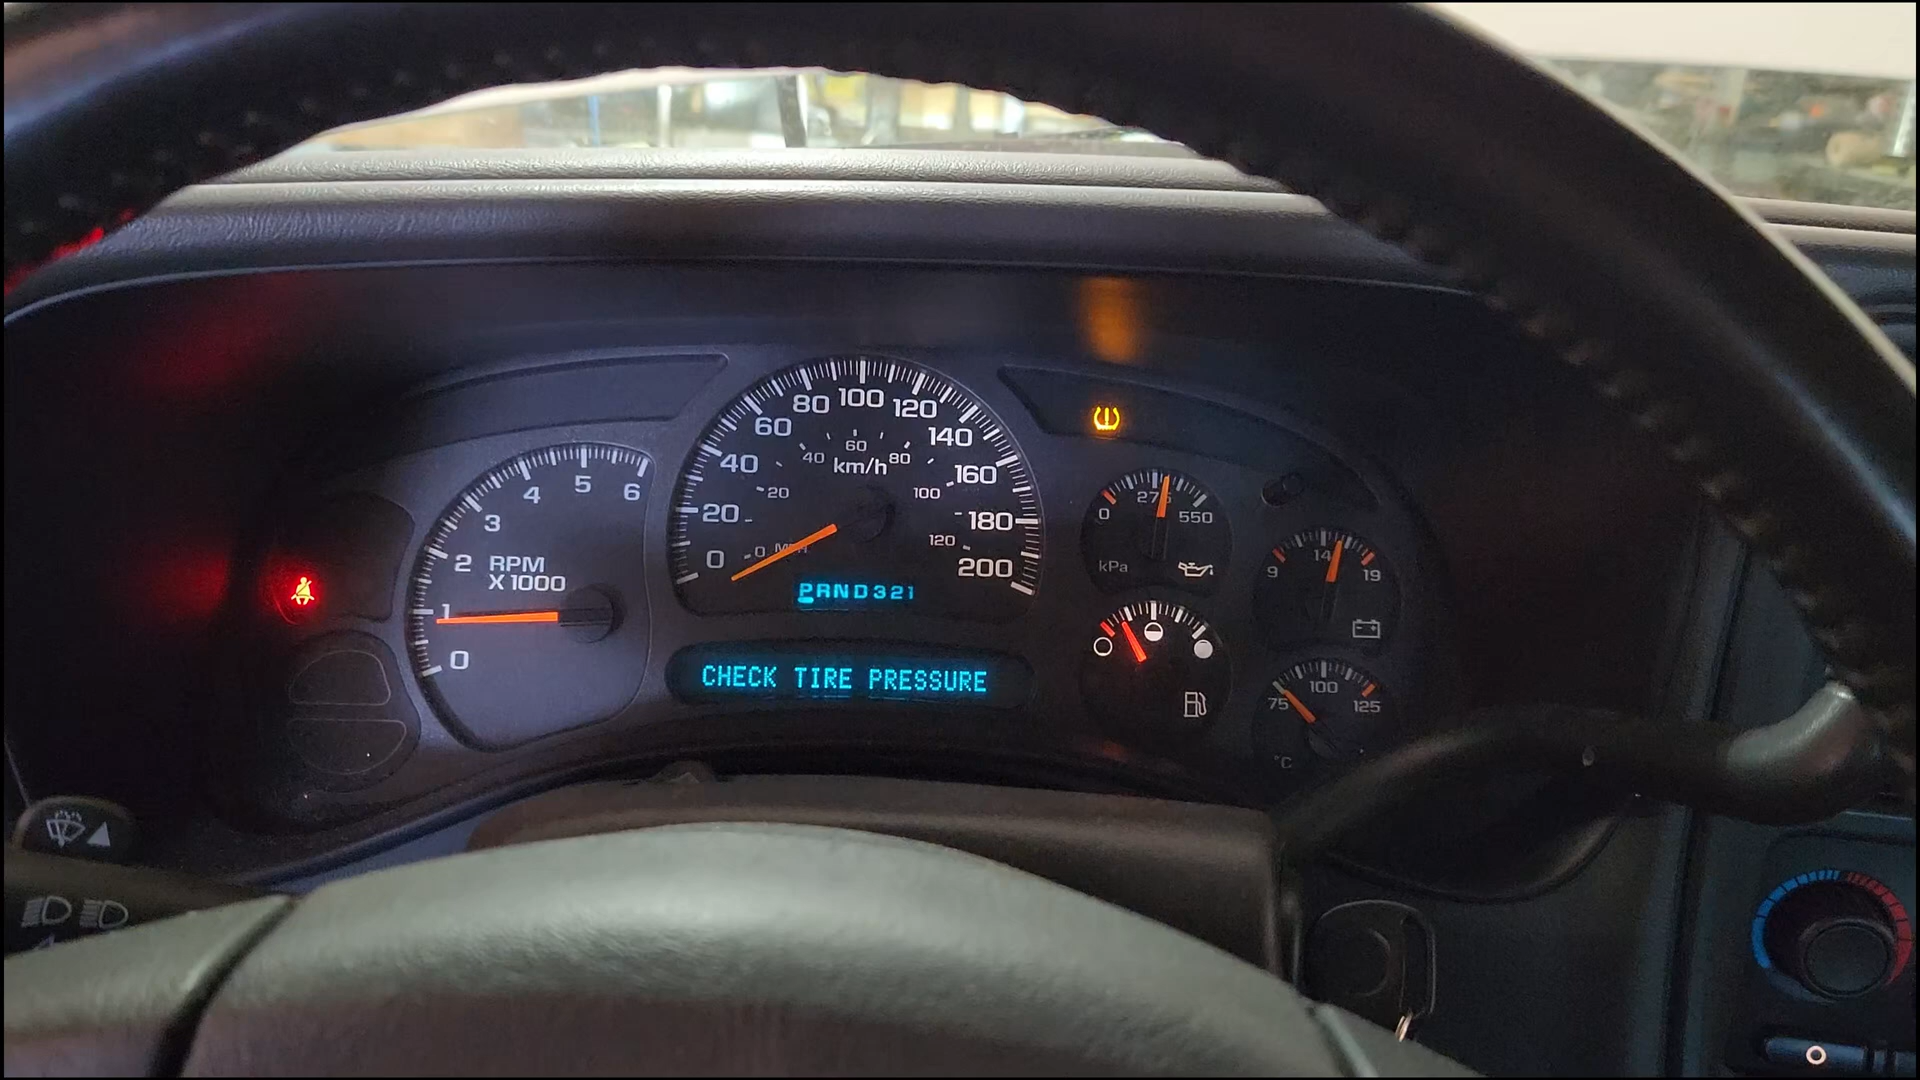 80 100 120
60 140
40 160
20 180
0 200
60
40 80
km/h
20 100
0 MPH 120
4 5 6
3
2
1
0
RPM
X 1000
PRND321
CHECK TIRE PRESSURE
0 275 550
kPa
9 14 19
75 100 125
°C